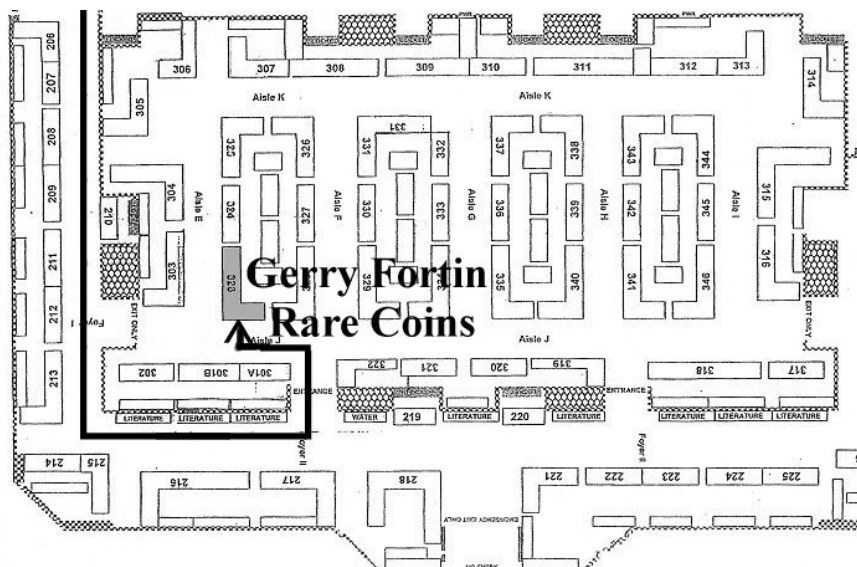 PWR
PWR
206
207
208
209
210
211
212
213
306
307
308
309
310
311
312
313
314
305
Aisle K
Aisle K
325
326
331
331
332
337
338
343
344
304
Aisle E
324
327
Aisle F
330
333
Aisle G
336
339
Aisle H
342
345
Aisle I
315
303
323
329
335
340
341
346
316
Gerry Fortin
Rare Coins
Foyer I
EXIT ONLY
EXIT ONLY
Aisle J
Aisle J
302
301B
301A
322
321
320
319
318
317
ENTRANCE
ENTRANCE
LITERATURE
LITERATURE
LITERATURE
WATER
219
LITERATURE
220
LITERATURE
LITERATURE
LITERATURE
LITERATURE
Foyer II
Foyer II
214
215
216
217
218
221
222
223
224
225
EMERGENCY EXIT ONLY